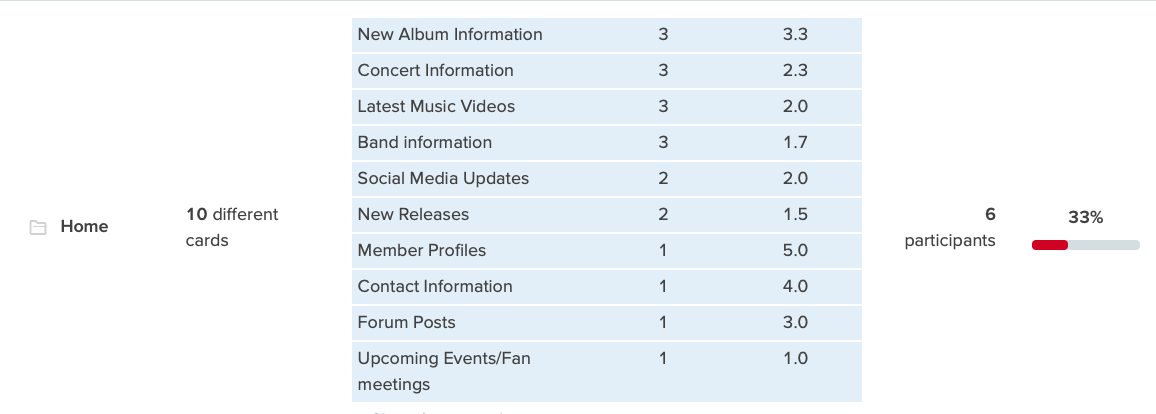 New Album Information 3 3.3
Concert Information 3 2.3
Latest Music Videos 3 2.0
Band information 3 1.7
Social Media Updates 2 2.0
Home
10 different
cards
New Releases 2 1.5
6
participants
33%
Member Profiles 1 5.0
Contact Information 1 4.0
Forum Posts 1 3.0
Upcoming Events/Fan 1 1.0
meetings